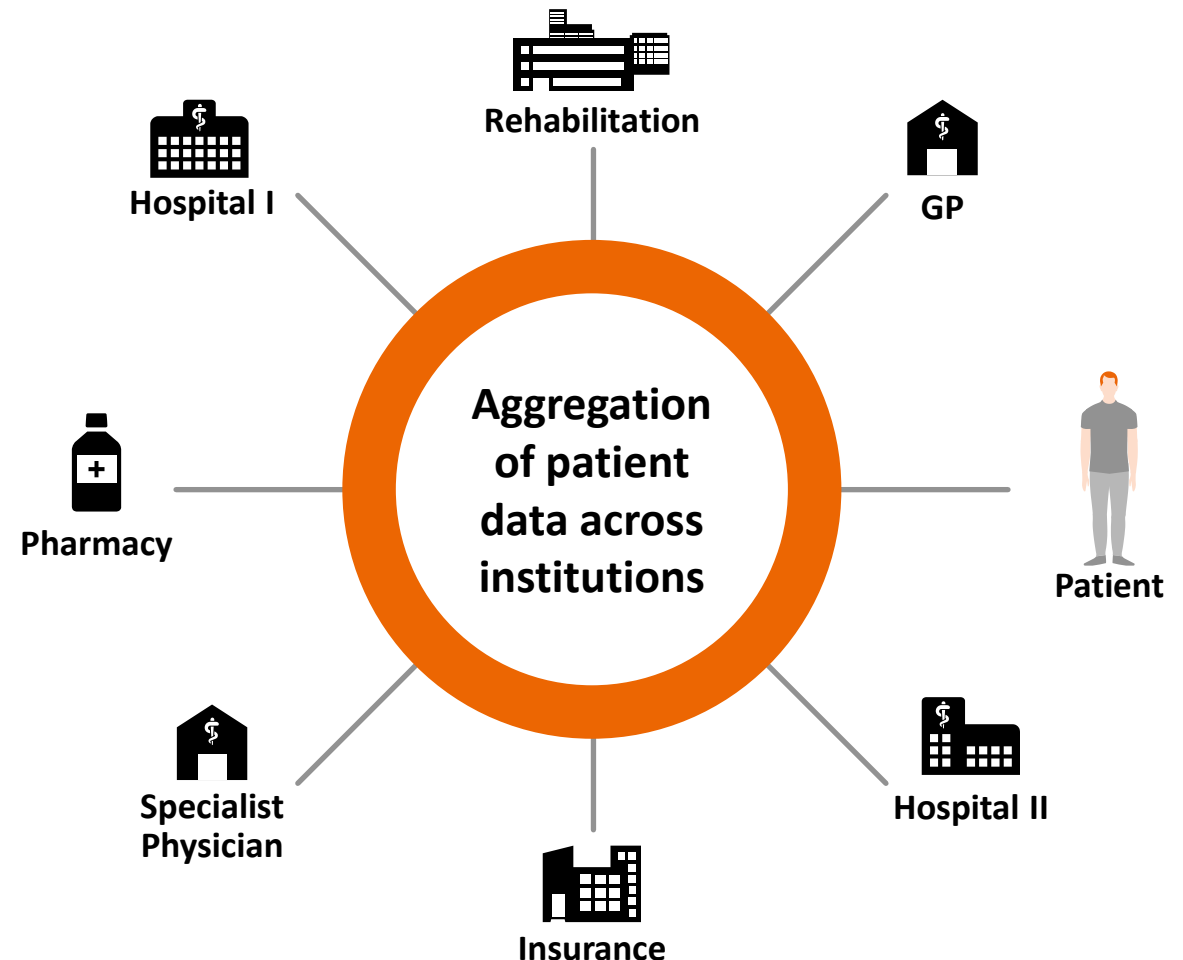 Rehabilitation
Hospital I
GP
Aggregation
of patient
data across
institutions
Pharmacy
Patient
Specialist
Physician
Hospital II
Insurance